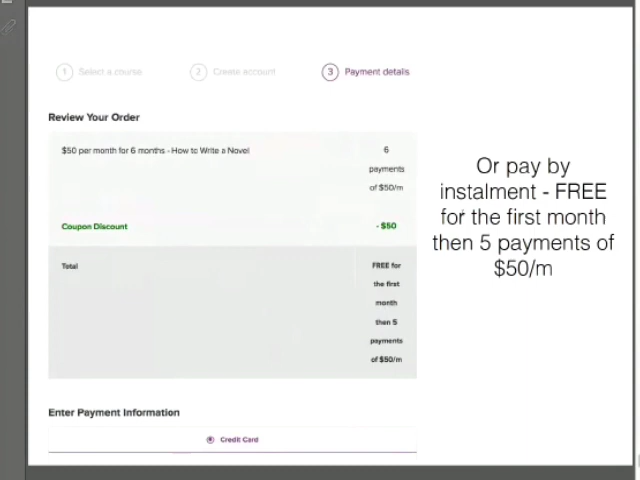 1 Select a course 2 Create account 3 Payment details
Review Your Order
$50 per month for 6 months - How to Write a Novel 6
payments
of $50/m
Coupon Discount - $50
Total FREE for
the first
month
then 5
payments
of $50/m
Enter Payment Information
Credit Card
Or pay by
instalment - FREE
for the first month
then 5 payments of
$50/m